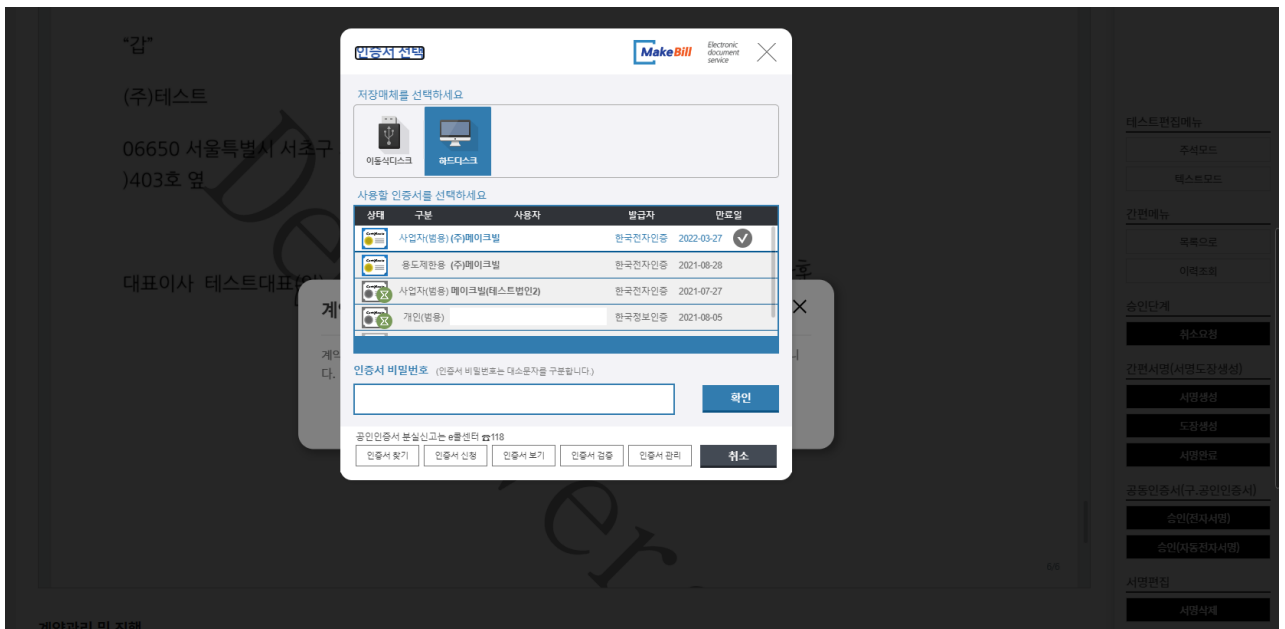 "갑"
(주)테스트
06650 서울특별시 서초구
)403호 옆
대표이사 테스트대표(인)
인증서 선택
MakeBill
Electronic
document
service
저장매체를 선택하세요
이동식디스크
하드디스크
사용할 인증서를 선택하세요
상태 구분 사용자 발급자 만료일
사업자(범용) (주)메이크빌 한국전자인증 2022-03-27
용도제한용 (주)메이크빌 한국전자인증 2021-08-28
사업자(범용) 메이크빌(테스트법인2) 한국전자인증 2021-07-27
개인(범용) 한국정보인증 2021-08-05
인증서 비밀번호 (인증서 비밀번호는 대소문자를 구분합니다.)
확인
공인인증서 분실신고는 e콜센터 ☎118
인증서 찾기 인증서 신청 인증서 보기 인증서 검증 인증서 관리 취소
다.
6/6
계약관리 및 진행
테스트편집메뉴
주석모드
텍스트모드
간편메뉴
목록으로
이력조회
승인단계
취소요청
간편서명(서명도장생성)
서명생성
도장생성
서명완료
공동인증서(구.공인인증서)
승인(전자서명)
승인(자동전자서명)
서명편집
서명삭제